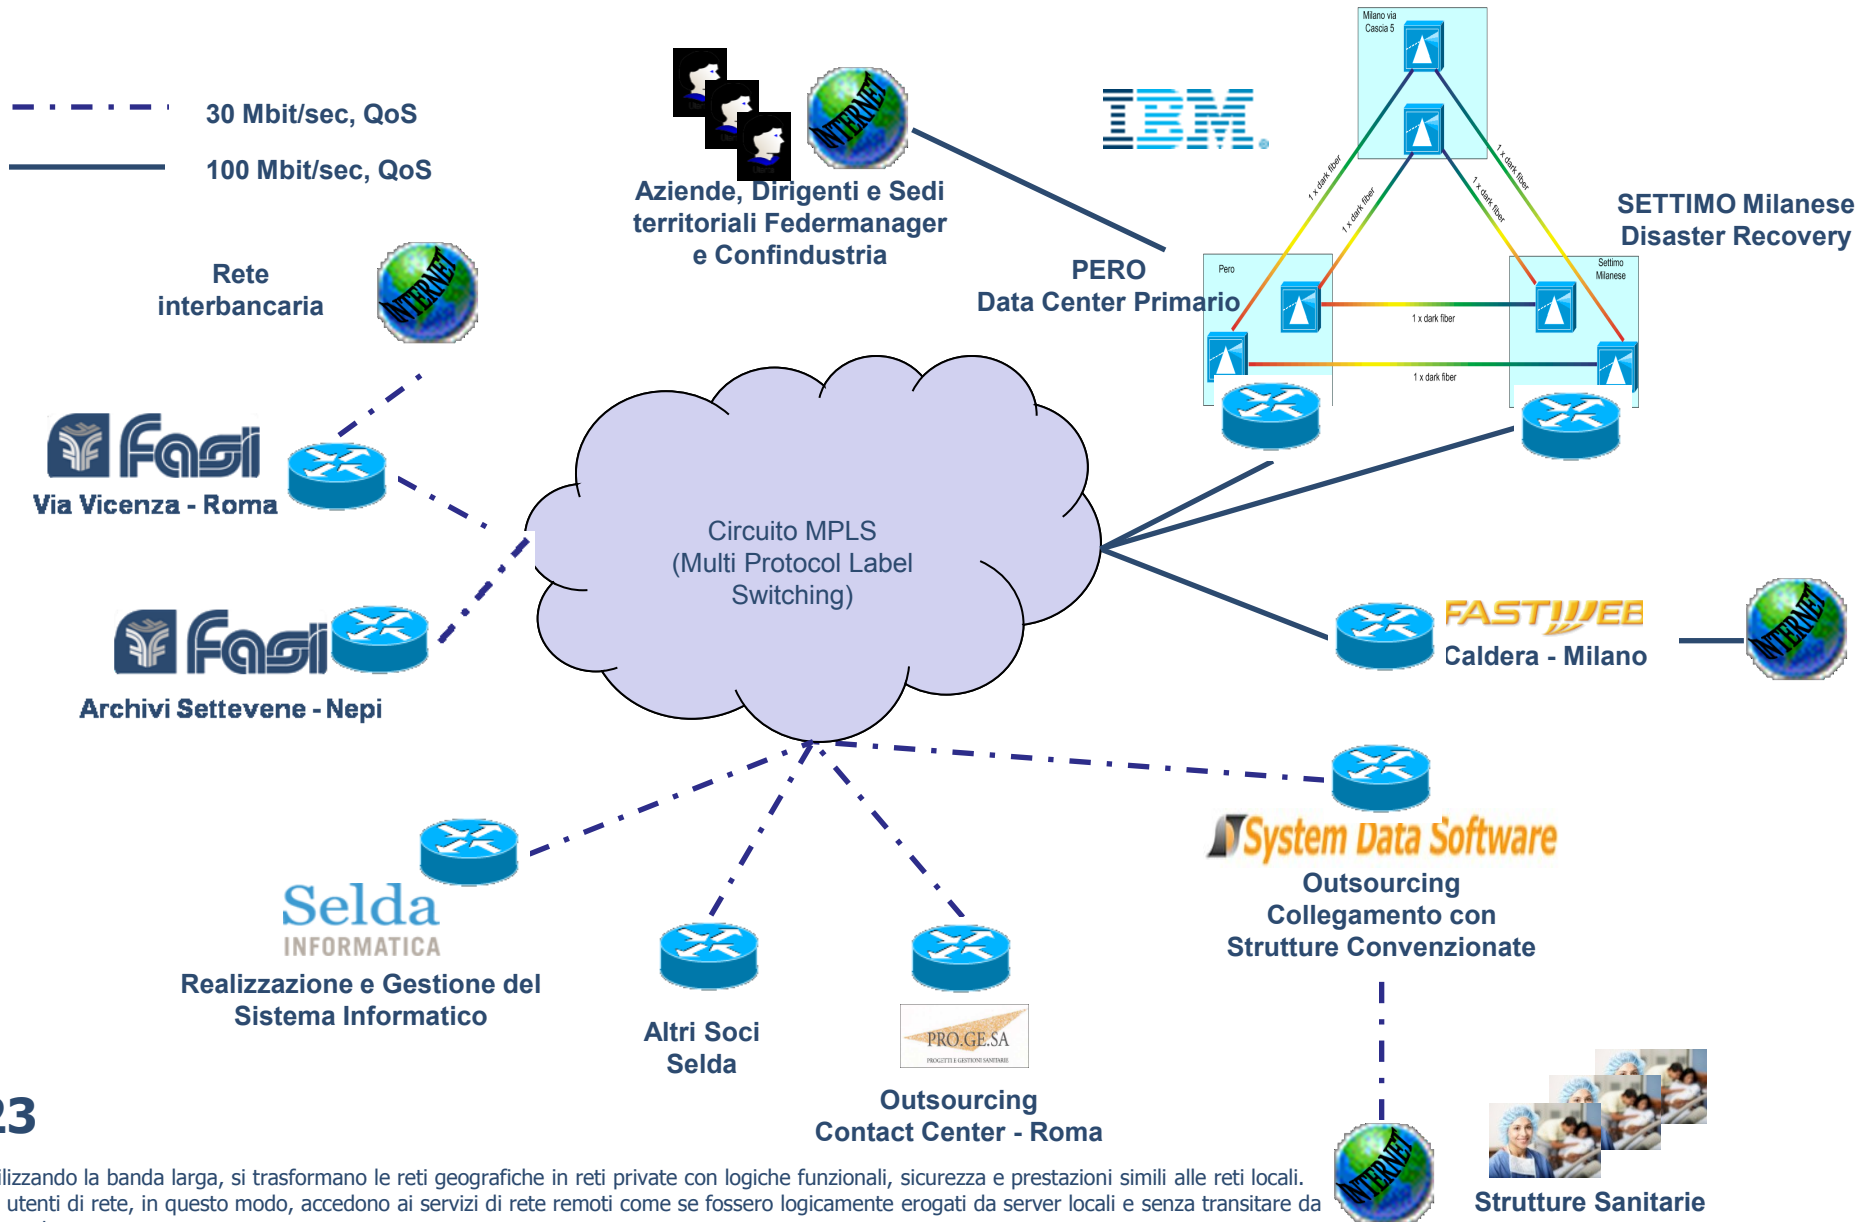 Milano via
Cascia 5
30 Mbit/sec, QoS
100 Mbit/sec, QoS
INTERNET
IBM.
Aziende, Dirigenti e Sedi
territoriali Federmanager
e Confindustria
1 x dark fiber
1 x dark fiber
1 x dark fiber
1 x dark fiber
SETTIMO Milanese
Disaster Recovery
Rete
interbancaria
INTERNET
PERO
Data Center Primario
Pero
Settimo
Milanese
1 x dark fiber
1 x dark fiber
Fasi
Via Vicenza - Roma
Circuito MPLS
(Multi Protocol Label
Switching)
Fasi
Archivi Settevene - Nepi
FASTWEB
Caldera - Milano
INTERNET
System Data Software
Outsourcing
Collegamento con
Strutture Convenzionate
Selda
INFORMATICA
Realizzazione e Gestione del
Sistema Informatico
Altri Soci
Selda
PRO.GE.SA
PROGETTI E GESTIONI SANITARIE
Outsourcing
Contact Center - Roma
23
ilizzando la banda larga, si trasformano le reti geografiche in reti private con logiche funzionali, sicurezza e prestazioni simili alle reti locali.
utenti di rete, in questo modo, accedono ai servizi di rete remoti come se fossero logicamente erogati da server locali e senza transitare da
INTERNET
Strutture Sanitarie